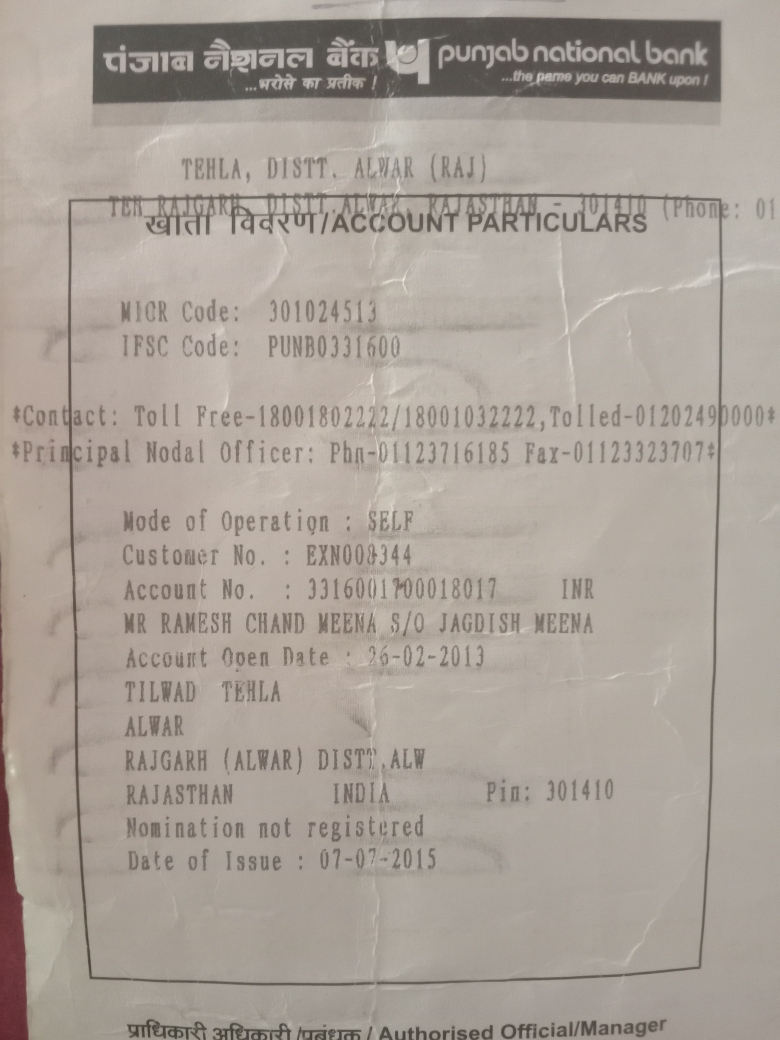 पंजाब नैशनल बैंक punjab national bank
...भरोसे का प्रतीक ! ...the name you can BANK upon !
TEHLA, DISTT. ALWAR (RAJ)
TEH RAJGARH, DISTT.ALWAR, RAJASTHAN - 301410 (Phone: 01
खाता विवरण/ACCOUNT PARTICULARS
MICR Code: 301024513
IFSC Code: PUNB0331600
*Contact: Toll Free-18001802222/18001032222,Tolled-01202490000*
*Principal Nodal Officer: Phn-01123716185 Fax-01123323707*
Mode of Operation : SELF
Customer No. : EXN008344
Account No. : 3316001700018017 INR
MR RAMESH CHAND MEENA S/O JAGDISH MEENA
Account Open Date : 26-02-2013
TILWAD TEHLA
ALWAR
RAJGARH (ALWAR) DISTT.ALW
RAJASTHAN INDIA Pin: 301410
Nomination not registered
Date of Issue : 07-07-2015
प्राधिकारी अधिकारी/प्रबंधक / Authorised Official/Manager